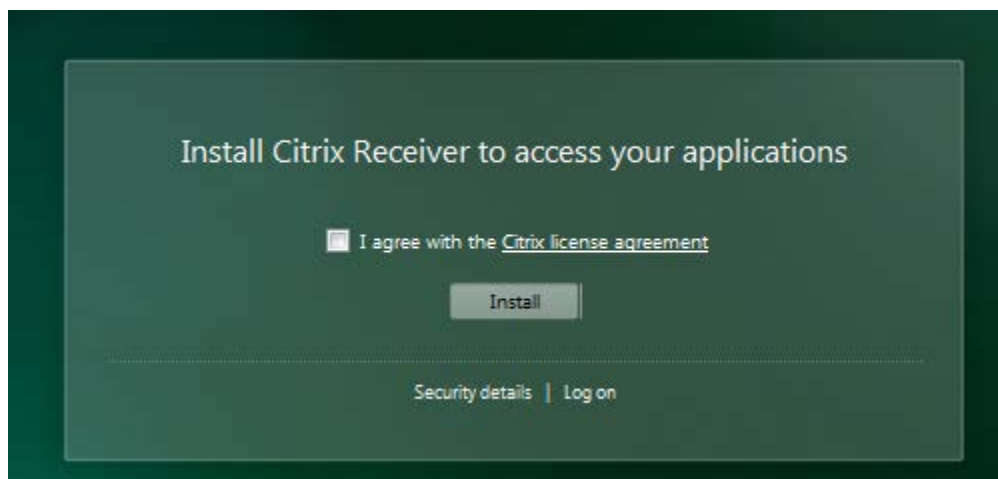 Install Citrix Receiver to access your applications
I agree with the Citrix license agreement
Install
Security details | Log on